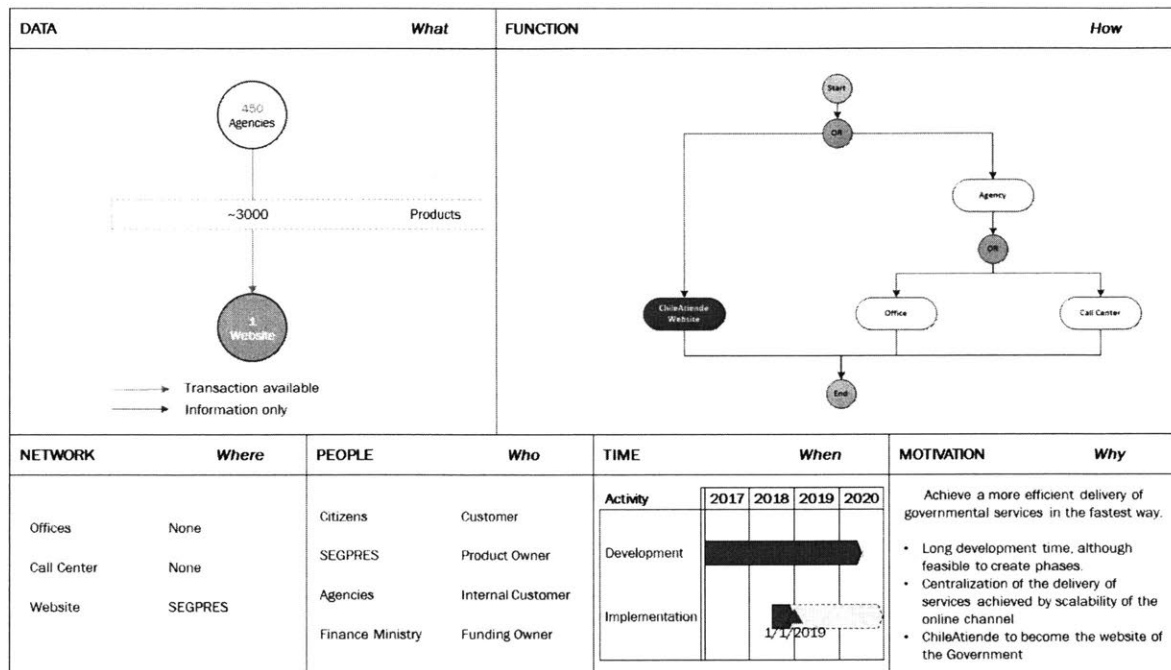 DATA What
450
Agencies
~3000 Products
1
Website
Transaction available
Information only
FUNCTION How
Start
OR
Agency
OR
ChileAtiende
Website
Office
Call Center
End
NETWORK Where
Offices None
Call Center None
Website SEGPRES
PEOPLE Who
Citizens Customer
SEGPRES Product Owner
Agencies Internal Customer
Finance Ministry Funding Owner
TIME When
Activity 2017 2018 2019 2020
Development
Implementation
1/1/2019
MOTIVATION Why
Achieve a more efficient delivery of
governmental services in the fastest way.
• Long development time, although
feasible to create phases.
• Centralization of the delivery of
services achieved by scalability of the
online channel
• ChileAtiende to become the website of
the Government